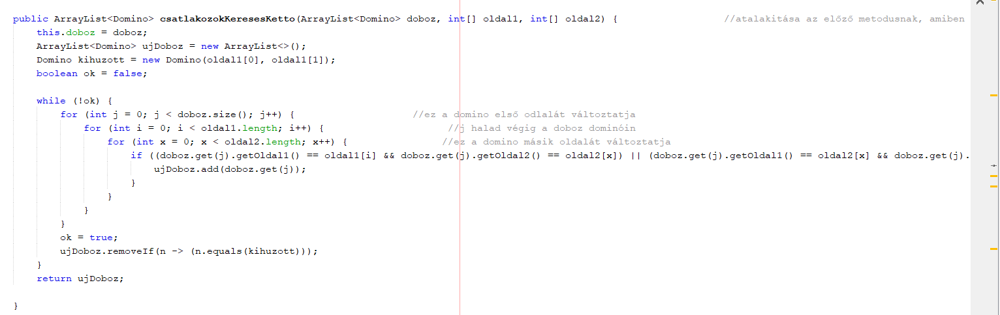 public ArrayList<Domino> csatlakozokKeresesKetto(ArrayList<Domino> doboz, int[] oldal1, int[] oldal2) { //atalakitása az előző metodusnak, amiben
this.doboz = doboz;
ArrayList<Domino> ujDoboz = new ArrayList<>();
Domino kihuzott = new Domino(oldal1[0], oldal1[1]);
boolean ok = false;
while (!ok) {
for (int j = 0; j < doboz.size(); j++) { //ez a domino első odlalát változtatja
for (int i = 0; i < oldal1.length; i++) { //j halad végig a doboz dominóin
for (int x = 0; x < oldal2.length; x++) { //ez a domino másik oldalát változtatja
if ((doboz.get(j).getOldal1() == oldal1[i] && doboz.get(j).getOldal2() == oldal2[x]) || (doboz.get(j).getOldal1() == oldal2[x] && doboz.get(j).
ujDoboz.add(doboz.get(j));
}
}
}
}
ok = true;
ujDoboz.removeIf(n -> (n.equals(kihuzott)));
}
return ujDoboz;
}